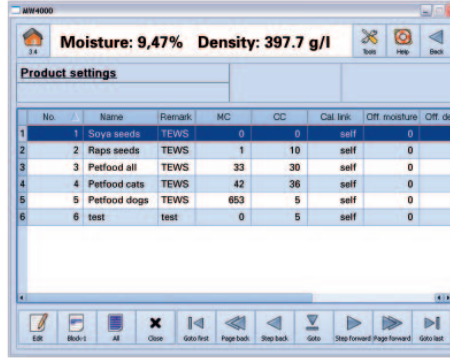 MW4000
3.4
Moisture: 9,47% Density: 397.7 g/l
Tools Help Back
Product settings
No. Name Remark MC CC Cal. link Off. moisture Off. de
1 1 Soya seeds TEWS 0 0 self 0
2 2 Raps seeds TEWS 1 10 self 0
3 3 Petfood all TEWS 33 30 self 0
4 4 Petfood cats TEWS 42 36 self 0
5 5 Petfood dogs TEWS 653 5 self 0
6 6 test test 0 5 self 0
Edit Block-1 All Close Goto first Page back Step back Goto Step forward Page forward Goto last